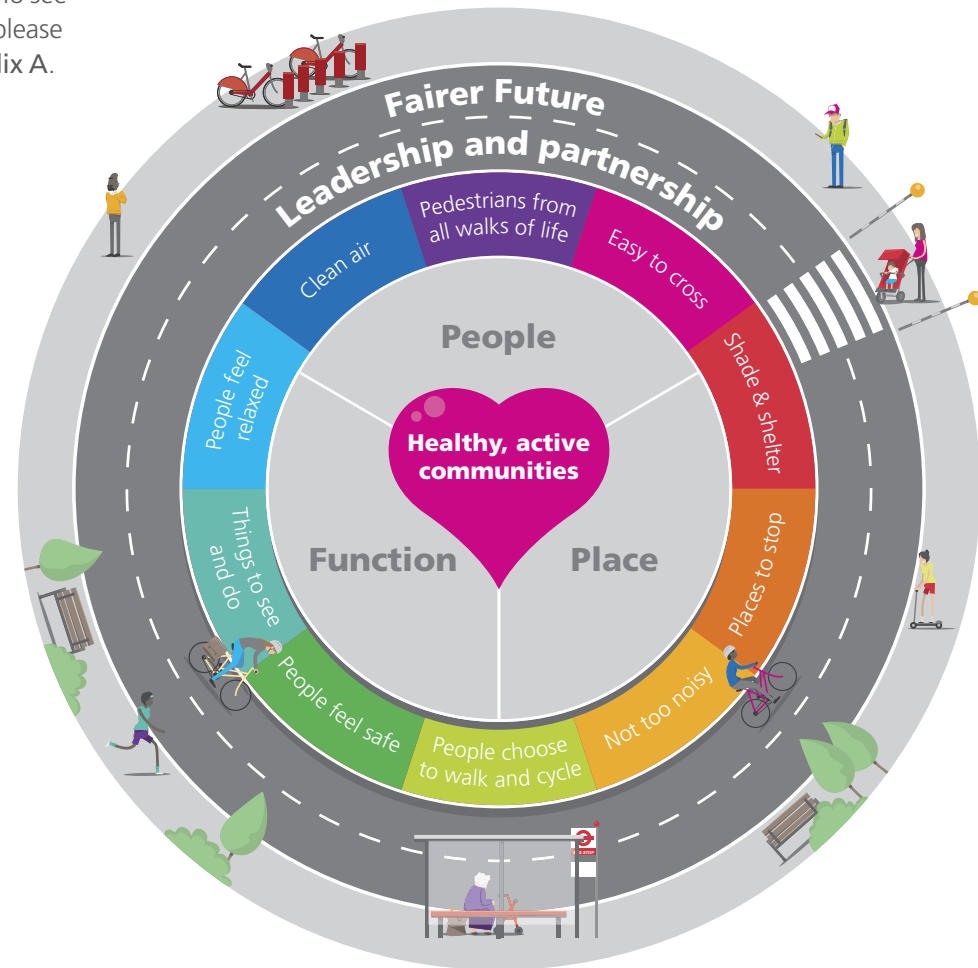 to see
please
lix A.
Fairer Future
Leadership and partnership
Pedestrians from
all walks of life
Easy to cross
Shade & shelter
Places to stop
Not too noisy
People choose
to walk and cycle
People feel safe
Things to see
and do
People feel
relaxed
Clean air
People
Healthy, active
communities
Function
Place